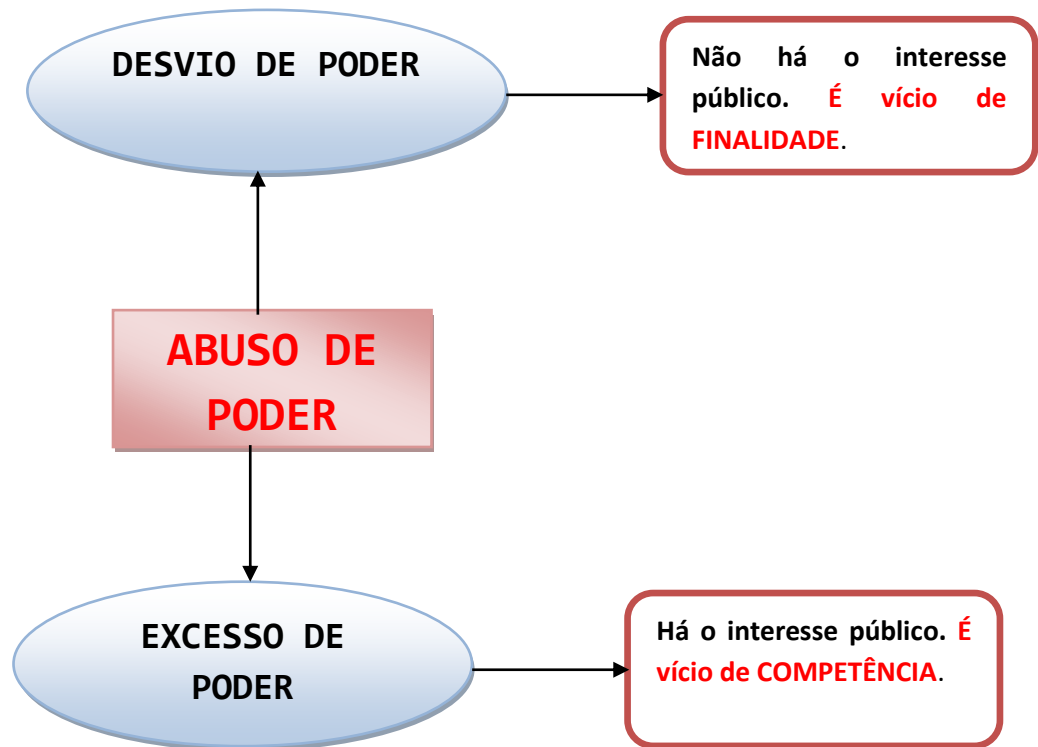 DESVIO DE PODER
Não há o interesse
público. É vício de
FINALIDADE.
ABUSO DE
PODER
EXCESSO DE
PODER
Há o interesse público. É
vício de COMPETÊNCIA.